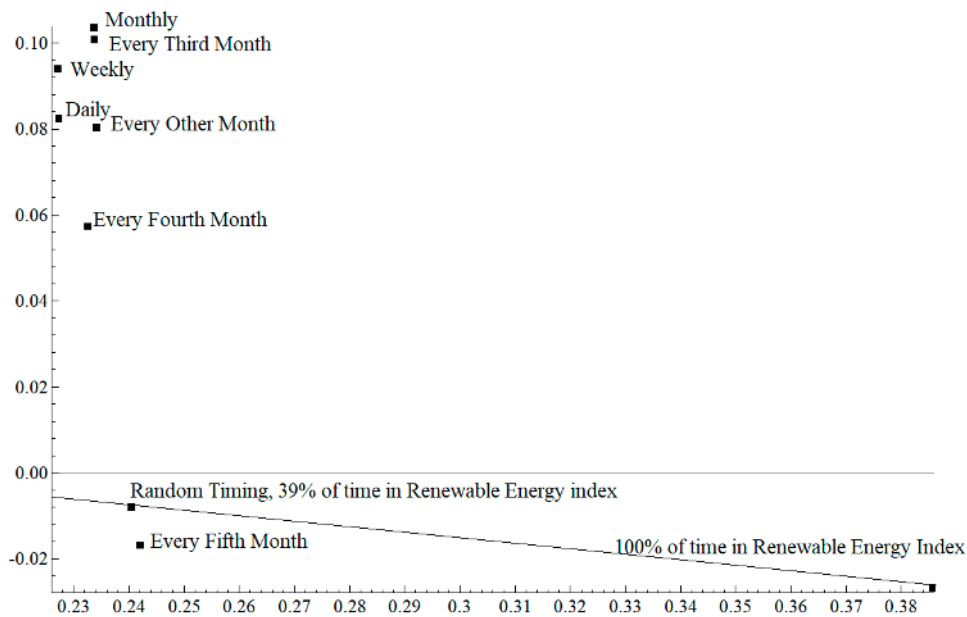 Monthly
0.10
Every Third Month
Weekly
Daily
0.08
Every Other Month
0.06
Every Fourth Month
0.04
0.02
0.00
Random Timing, 39% of time in Renewable Energy index
Every Fifth Month
100% of time in Renewable Energy Index
-0.02
0.23 0.24 0.25 0.26 0.27 0.28 0.29 0.3 0.31 0.32 0.33 0.34 0.35 0.36 0.37 0.38